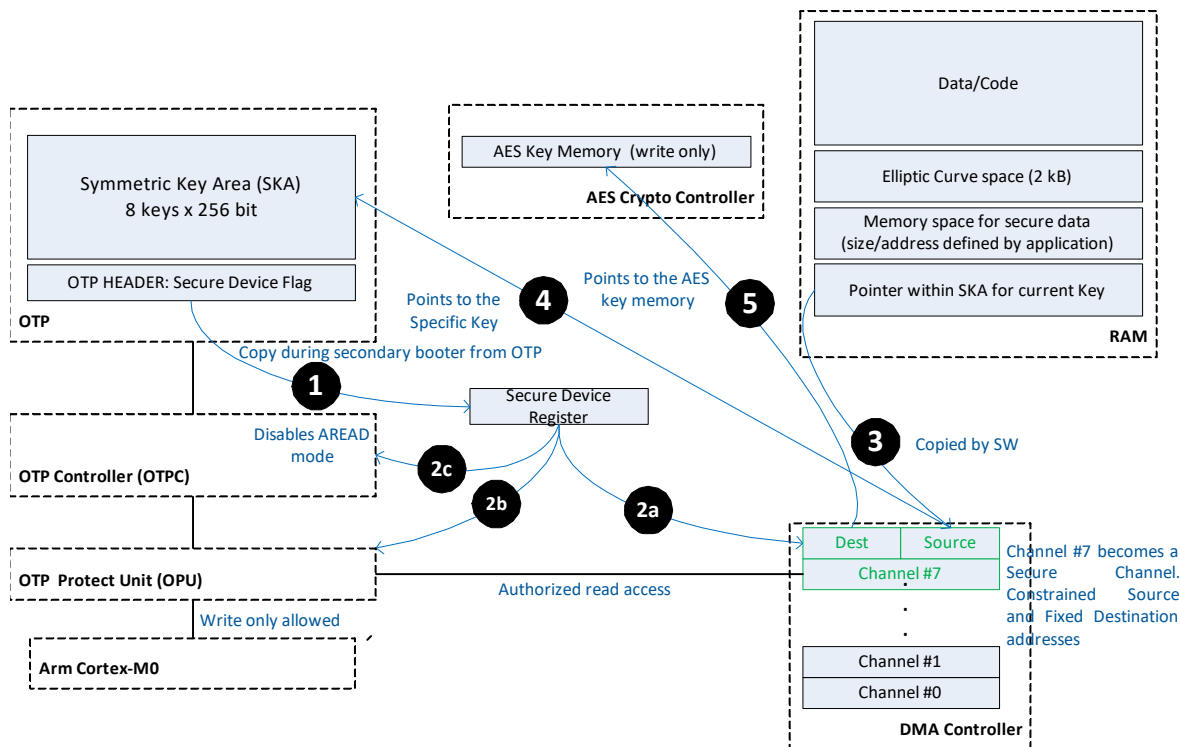 Data/Code
Elliptic Curve space (2 kB)
Memory space for secure data
(size/address defined by application)
Pointer within SKA for current Key
RAM
AES Key Memory (write only)
AES Crypto Controller
Symmetric Key Area (SKA)
8 keys x 256 bit
OTP HEADER: Secure Device Flag
OTP
Points to the
Specific Key
4
Points to the AES
key memory
5
Copy during secondary booter from OTP
1
Secure Device
Register
3
Copied by SW
Disables AREAD
mode
OTP Controller (OTPC)
2c
2b
2a
OTP Protect Unit (OPU)
Authorized read access
Write only allowed
Arm Cortex-M0
Dest
Source
Channel #7
.
.
.
Channel #1
Channel #0
DMA Controller
Channel #7 becomes a
Secure Channel.
Constrained Source
and Fixed Destination
addresses